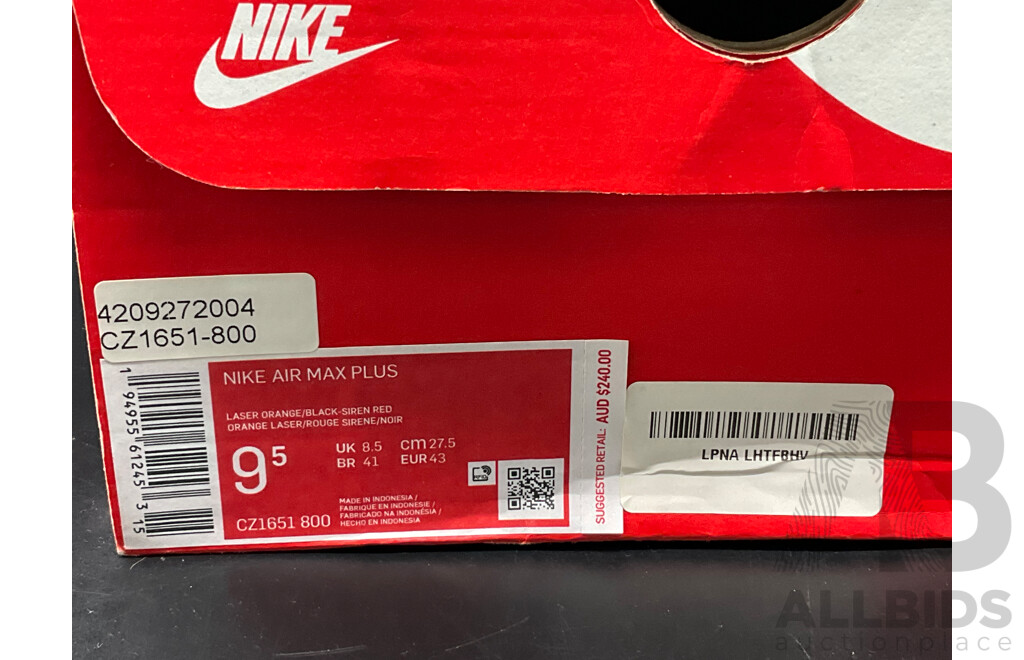 NIKE
4209272004
CZ1651-800
NIKE AIR MAX PLUS
LASER ORANGE/BLACK-SIREN RED
ORANGE LASER/ROUGE SIRENE/NOIR
9⁵
UK 8.5 CM 27.5
BR 41 EUR 43
MADE IN INDONESIA /
FABRIQUE EN INDONESIE /
FABRICADO NA INDONÉSIA /
HECHO EN INDONESIA
CZ1651 800
1 94955 61245 3 15
SUGGESTED RETAIL: AUD $240.00
LPNA LHTF8HV
B
ALLBIDS
auctionplace